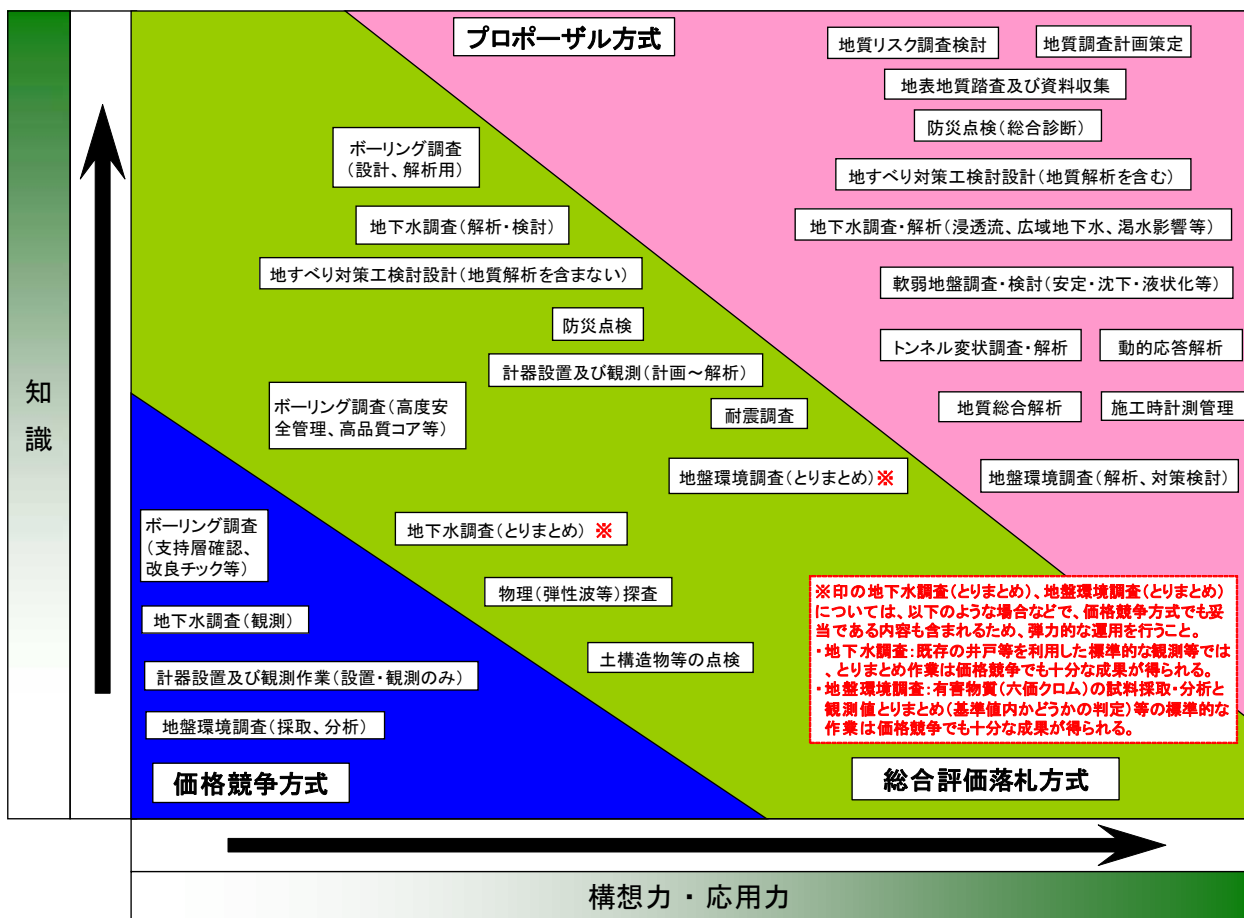 プロポーザル方式
地質リスク調査検討
地質調査計画策定
地表地質踏査及び資料収集
防災点検(総合診断)
地すべり対策工検討設計(地質解析を含む)
地下水調査・解析(浸透流、広域地下水、渇水影響等)
軟弱地盤調査・検討(安定・沈下・液状化等)
トンネル変状調査・解析
動的応答解析
地質総合解析
施工時計測管理
地盤環境調査(解析、対策検討)
ボーリング調査
(設計、解析用)
地下水調査(解析・検討)
地すべり対策工検討設計(地質解析を含まない)
防災点検
計器設置及び観測(計画～解析)
ボーリング調査(高度安
全管理、高品質コア等)
耐震調査
地盤環境調査(とりまとめ)※
地下水調査(とりまとめ) ※
物理(弾性波等)探査
土構造物等の点検
総合評価落札方式
ボーリング調査
(支持層確認、
改良チック等)
地下水調査(観測)
計器設置及び観測作業(設置・観測のみ)
地盤環境調査(採取、分析)
価格競争方式
※印の地下水調査(とりまとめ)、地盤環境調査(とりまとめ)
については、以下のような場合などで、価格競争方式でも妥
当である内容も含まれるため、弾力的な運用を行うこと。
・地下水調査:既存の井戸等を利用した標準的な観測等では
、とりまとめ作業は価格競争でも十分な成果が得られる。
・地盤環境調査:有害物質(六価クロム)の試料採取・分析と
観測値とりまとめ(基準値内かどうかの判定)等の標準的な
作業は価格競争でも十分な成果が得られる。
知識
構想力・応用力